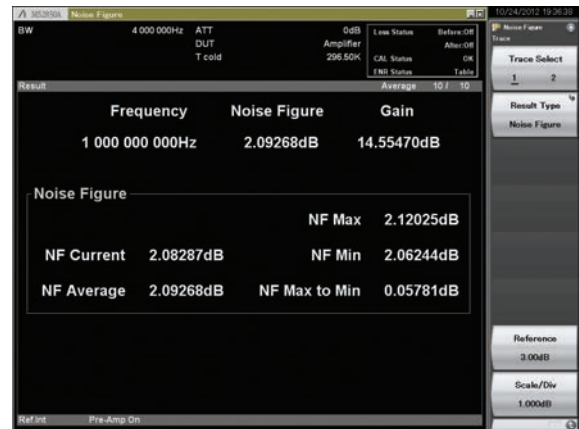 MS2850A Noise Figure
10/24/2012 19:36:38
BW 4 000 000Hz ATT 0dB
DUT Amplifier
T cold 296.50K
Loss Status Before:Off
After:Off
CAL Status OK
ENR Status Table
Result Average 10 / 10
Frequency Noise Figure Gain
1 000 000 000Hz 2.09268dB 14.55470dB
Noise Figure
NF Max 2.12025dB
NF Current 2.08287dB NF Min 2.06244dB
NF Average 2.09268dB NF Max to Min 0.05781dB
Ref.Int Pre-Amp On
Noise Figure
Trace
Trace Select
1 2
Result Type
Noise Figure
Reference
3.00dB
Scale/Div
1.000dB